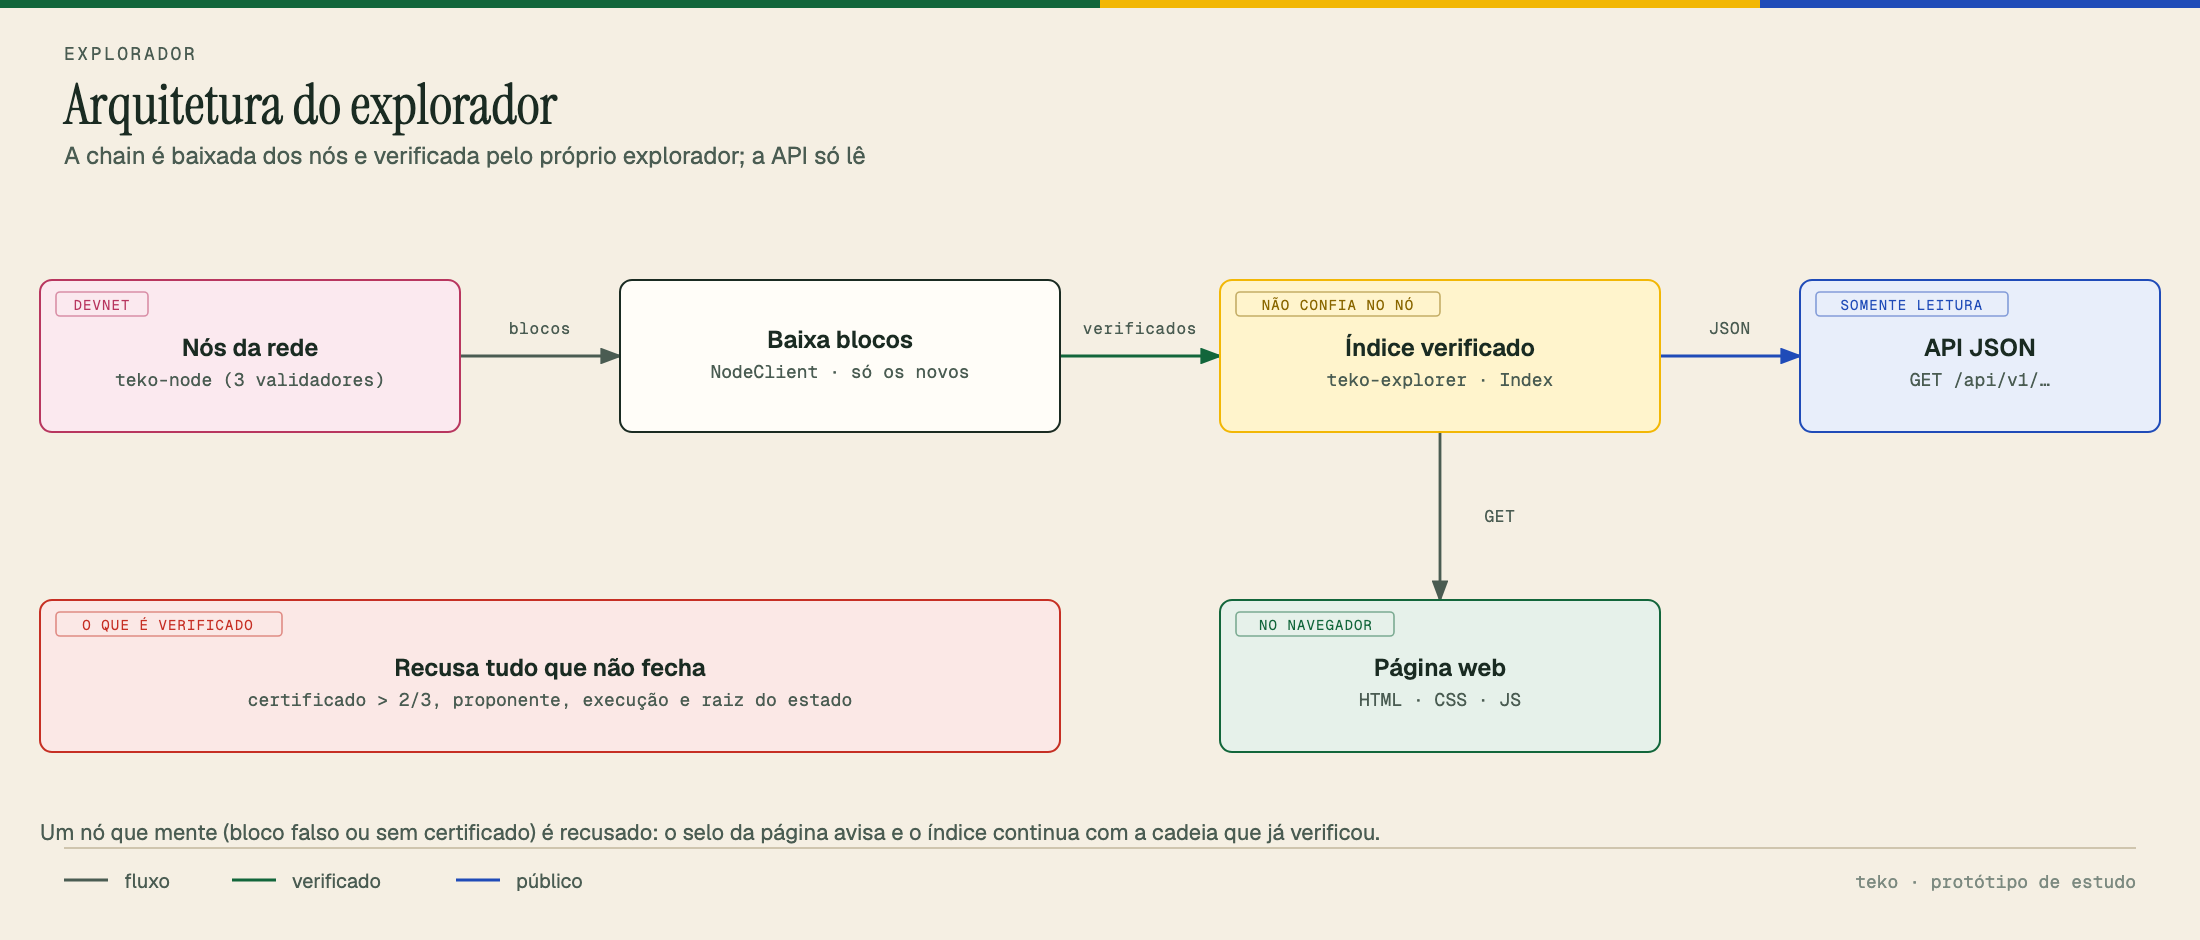 EXPLORADOR
Arquitetura do explorador
A chain é baixada dos nós e verificada pelo próprio explorador; a API só lê
DEVNET
Nós da rede
teko-node (3 validadores)
blocos
Baixa blocos
NodeClient · só os novos
verificados
NÃO CONFIA NO NÓ
Índice verificado
teko-explorer · Index
JSON
SOMENTE LEITURA
API JSON
GET /api/v1/…
GET
O QUE É VERIFICADO
Recusa tudo que não fecha
certificado > 2/3, proponente, execução e raiz do estado
NO NAVEGADOR
Página web
HTML · CSS · JS
Um nó que mente (bloco falso ou sem certificado) é recusado: o selo da página avisa e o índice continua com a cadeia que já verificou.
fluxo
verificado
público
teko · protótipo de estudo